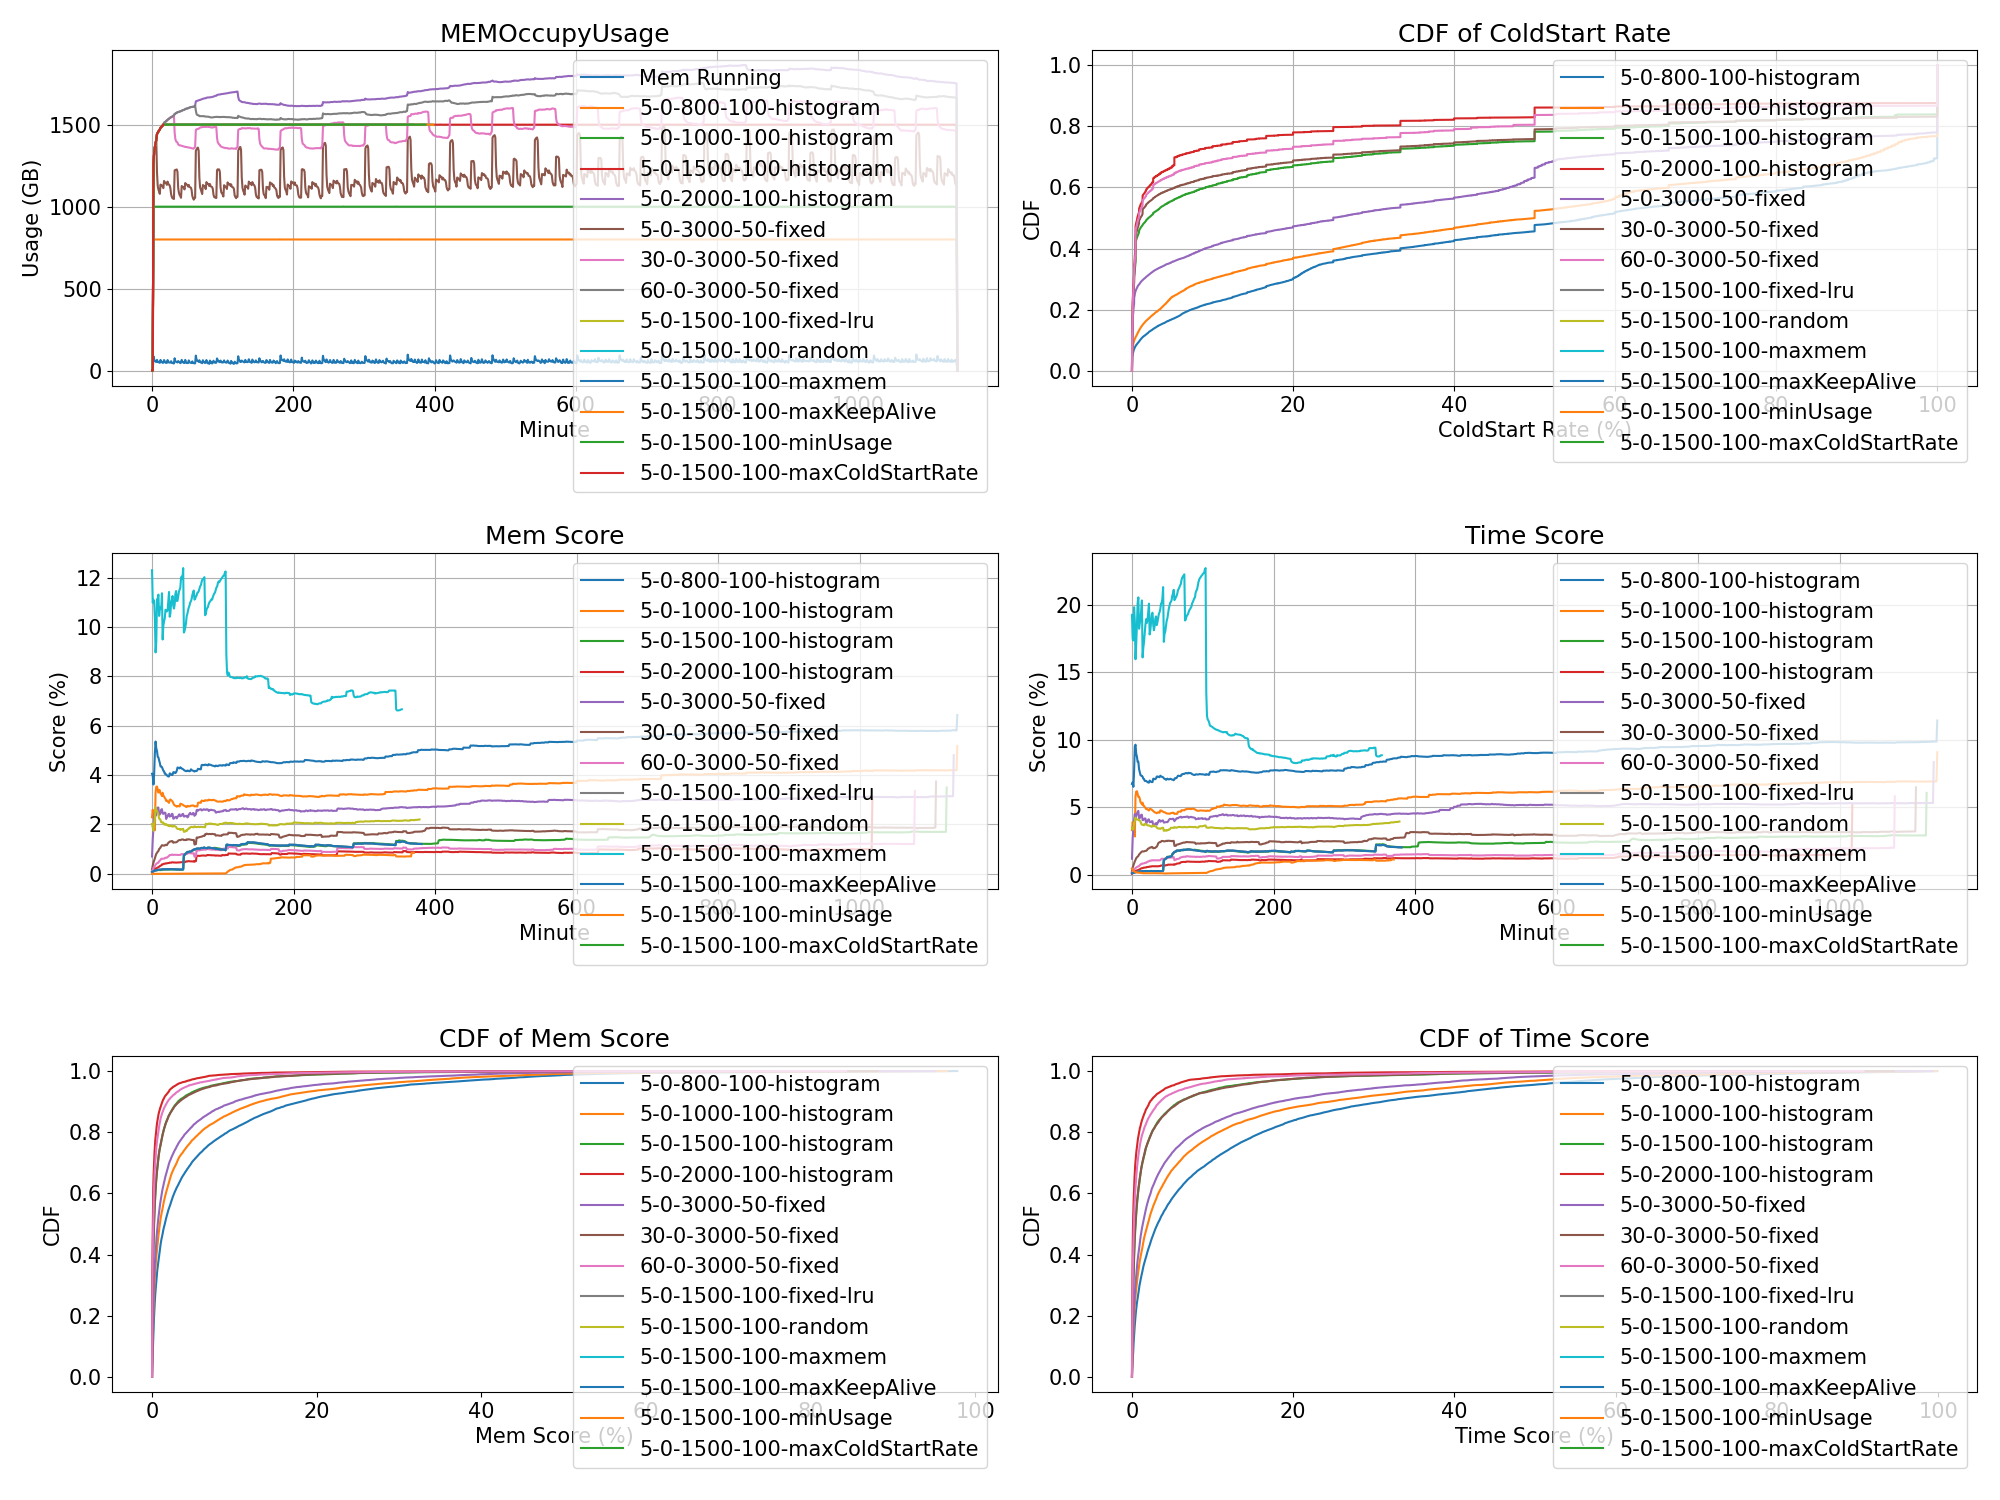 MEMOccupyUsage
Usage (GB)
1500
1000
500
0
0 200 400 600 800 1000
Minute
Mem Running
5-0-800-100-histogram
5-0-1000-100-histogram
5-0-1500-100-histogram
5-0-2000-100-histogram
5-0-3000-50-fixed
30-0-3000-50-fixed
60-0-3000-50-fixed
5-0-1500-100-fixed-lru
5-0-1500-100-random
5-0-1500-100-maxmem
5-0-1500-100-maxKeepAlive
5-0-1500-100-minUsage
5-0-1500-100-maxColdStartRate
CDF of ColdStart Rate
CDF
1.0
0.8
0.6
0.4
0.2
0.0
0 20 40 60 80 100
ColdStart Rate (%)
5-0-800-100-histogram
5-0-1000-100-histogram
5-0-1500-100-histogram
5-0-2000-100-histogram
5-0-3000-50-fixed
30-0-3000-50-fixed
60-0-3000-50-fixed
5-0-1500-100-fixed-lru
5-0-1500-100-random
5-0-1500-100-maxmem
5-0-1500-100-maxKeepAlive
5-0-1500-100-minUsage
5-0-1500-100-maxColdStartRate
Mem Score
Score (%)
12
10
8
6
4
2
0
0 200 400 600 800 1000
Minute
5-0-800-100-histogram
5-0-1000-100-histogram
5-0-1500-100-histogram
5-0-2000-100-histogram
5-0-3000-50-fixed
30-0-3000-50-fixed
60-0-3000-50-fixed
5-0-1500-100-fixed-lru
5-0-1500-100-random
5-0-1500-100-maxmem
5-0-1500-100-maxKeepAlive
5-0-1500-100-minUsage
5-0-1500-100-maxColdStartRate
Time Score
Score (%)
20
15
10
5
0
0 200 400 600 800 1000
Minute
5-0-800-100-histogram
5-0-1000-100-histogram
5-0-1500-100-histogram
5-0-2000-100-histogram
5-0-3000-50-fixed
30-0-3000-50-fixed
60-0-3000-50-fixed
5-0-1500-100-fixed-lru
5-0-1500-100-random
5-0-1500-100-maxmem
5-0-1500-100-maxKeepAlive
5-0-1500-100-minUsage
5-0-1500-100-maxColdStartRate
CDF of Mem Score
CDF
1.0
0.8
0.6
0.4
0.2
0.0
0 20 40 60 80 100
Mem Score (%)
5-0-800-100-histogram
5-0-1000-100-histogram
5-0-1500-100-histogram
5-0-2000-100-histogram
5-0-3000-50-fixed
30-0-3000-50-fixed
60-0-3000-50-fixed
5-0-1500-100-fixed-lru
5-0-1500-100-random
5-0-1500-100-maxmem
5-0-1500-100-maxKeepAlive
5-0-1500-100-minUsage
5-0-1500-100-maxColdStartRate
CDF of Time Score
CDF
1.0
0.8
0.6
0.4
0.2
0.0
0 20 40 60 80 100
Time Score (%)
5-0-800-100-histogram
5-0-1000-100-histogram
5-0-1500-100-histogram
5-0-2000-100-histogram
5-0-3000-50-fixed
30-0-3000-50-fixed
60-0-3000-50-fixed
5-0-1500-100-fixed-lru
5-0-1500-100-random
5-0-1500-100-maxmem
5-0-1500-100-maxKeepAlive
5-0-1500-100-minUsage
5-0-1500-100-maxColdStartRate